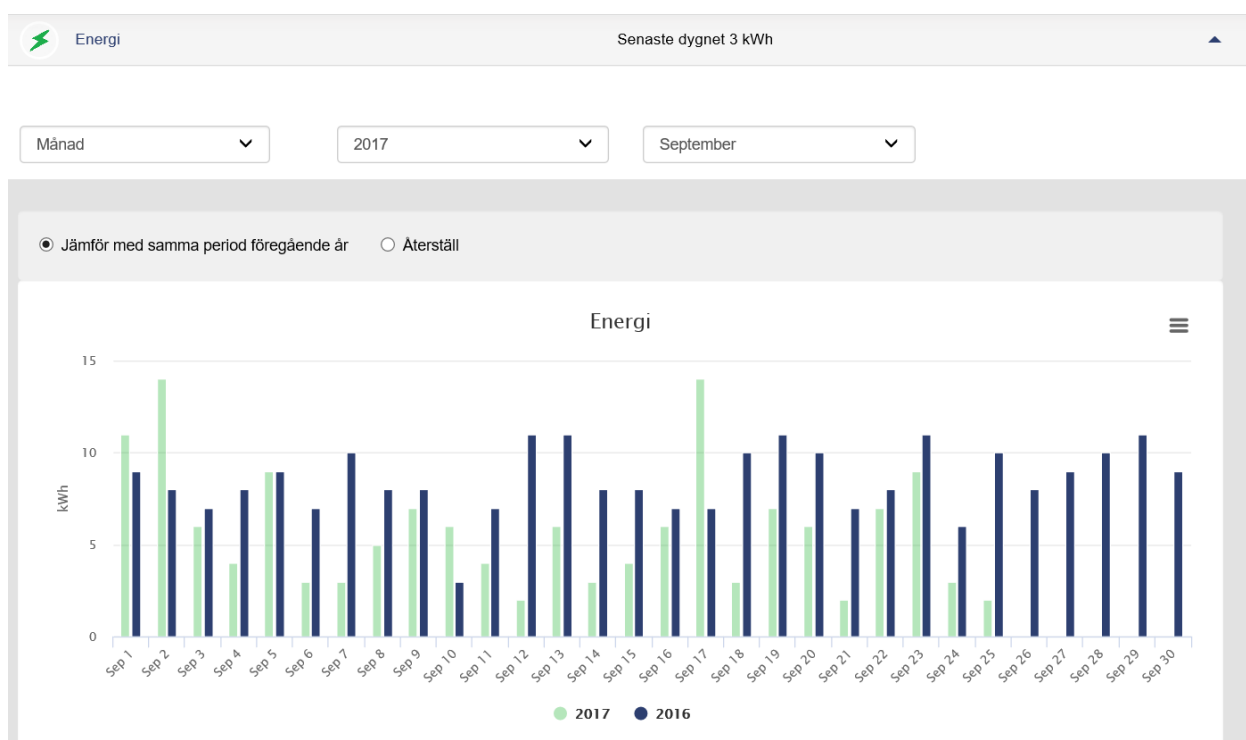 Energi Senaste dygnet 3 kWh
Månad 2017 September
Jämför med samma period föregående år Återställ
Energi
15
10
5
0
kWh
Sep 1 Sep 2 Sep 3 Sep 4 Sep 5 Sep 6 Sep 7 Sep 8 Sep 9 Sep 10 Sep 11 Sep 12 Sep 13 Sep 14 Sep 15 Sep 16 Sep 17 Sep 18 Sep 19 Sep 20 Sep 21 Sep 22 Sep 23 Sep 24 Sep 25 Sep 26 Sep 27 Sep 28 Sep 29 Sep 30
2017 2016